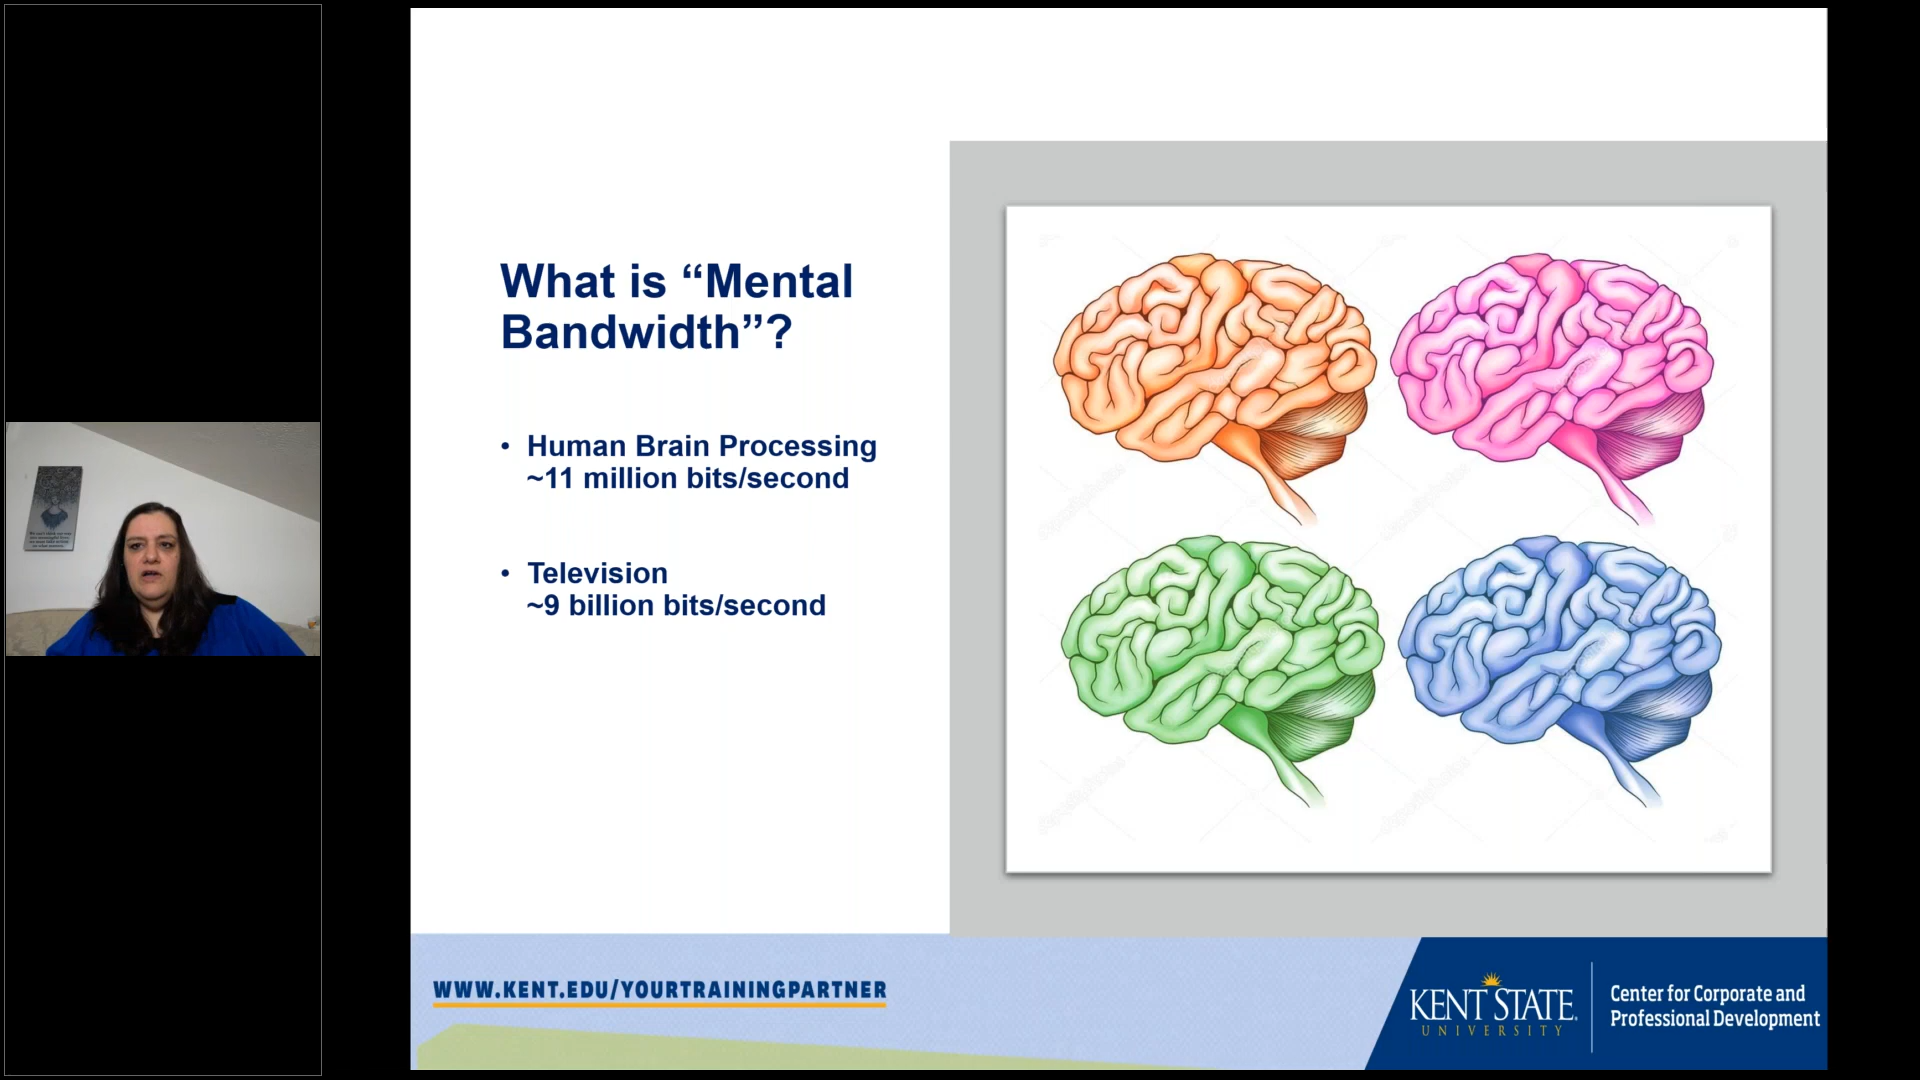 What is “Mental
Bandwidth”?
• Human Brain Processing
~11 million bits/second
• Television
~9 billion bits/second
WWW.KENT.EDU/YOURTRAININGPARTNER
KENT STATE
UNIVERSITY
Center for Corporate and
Professional Development